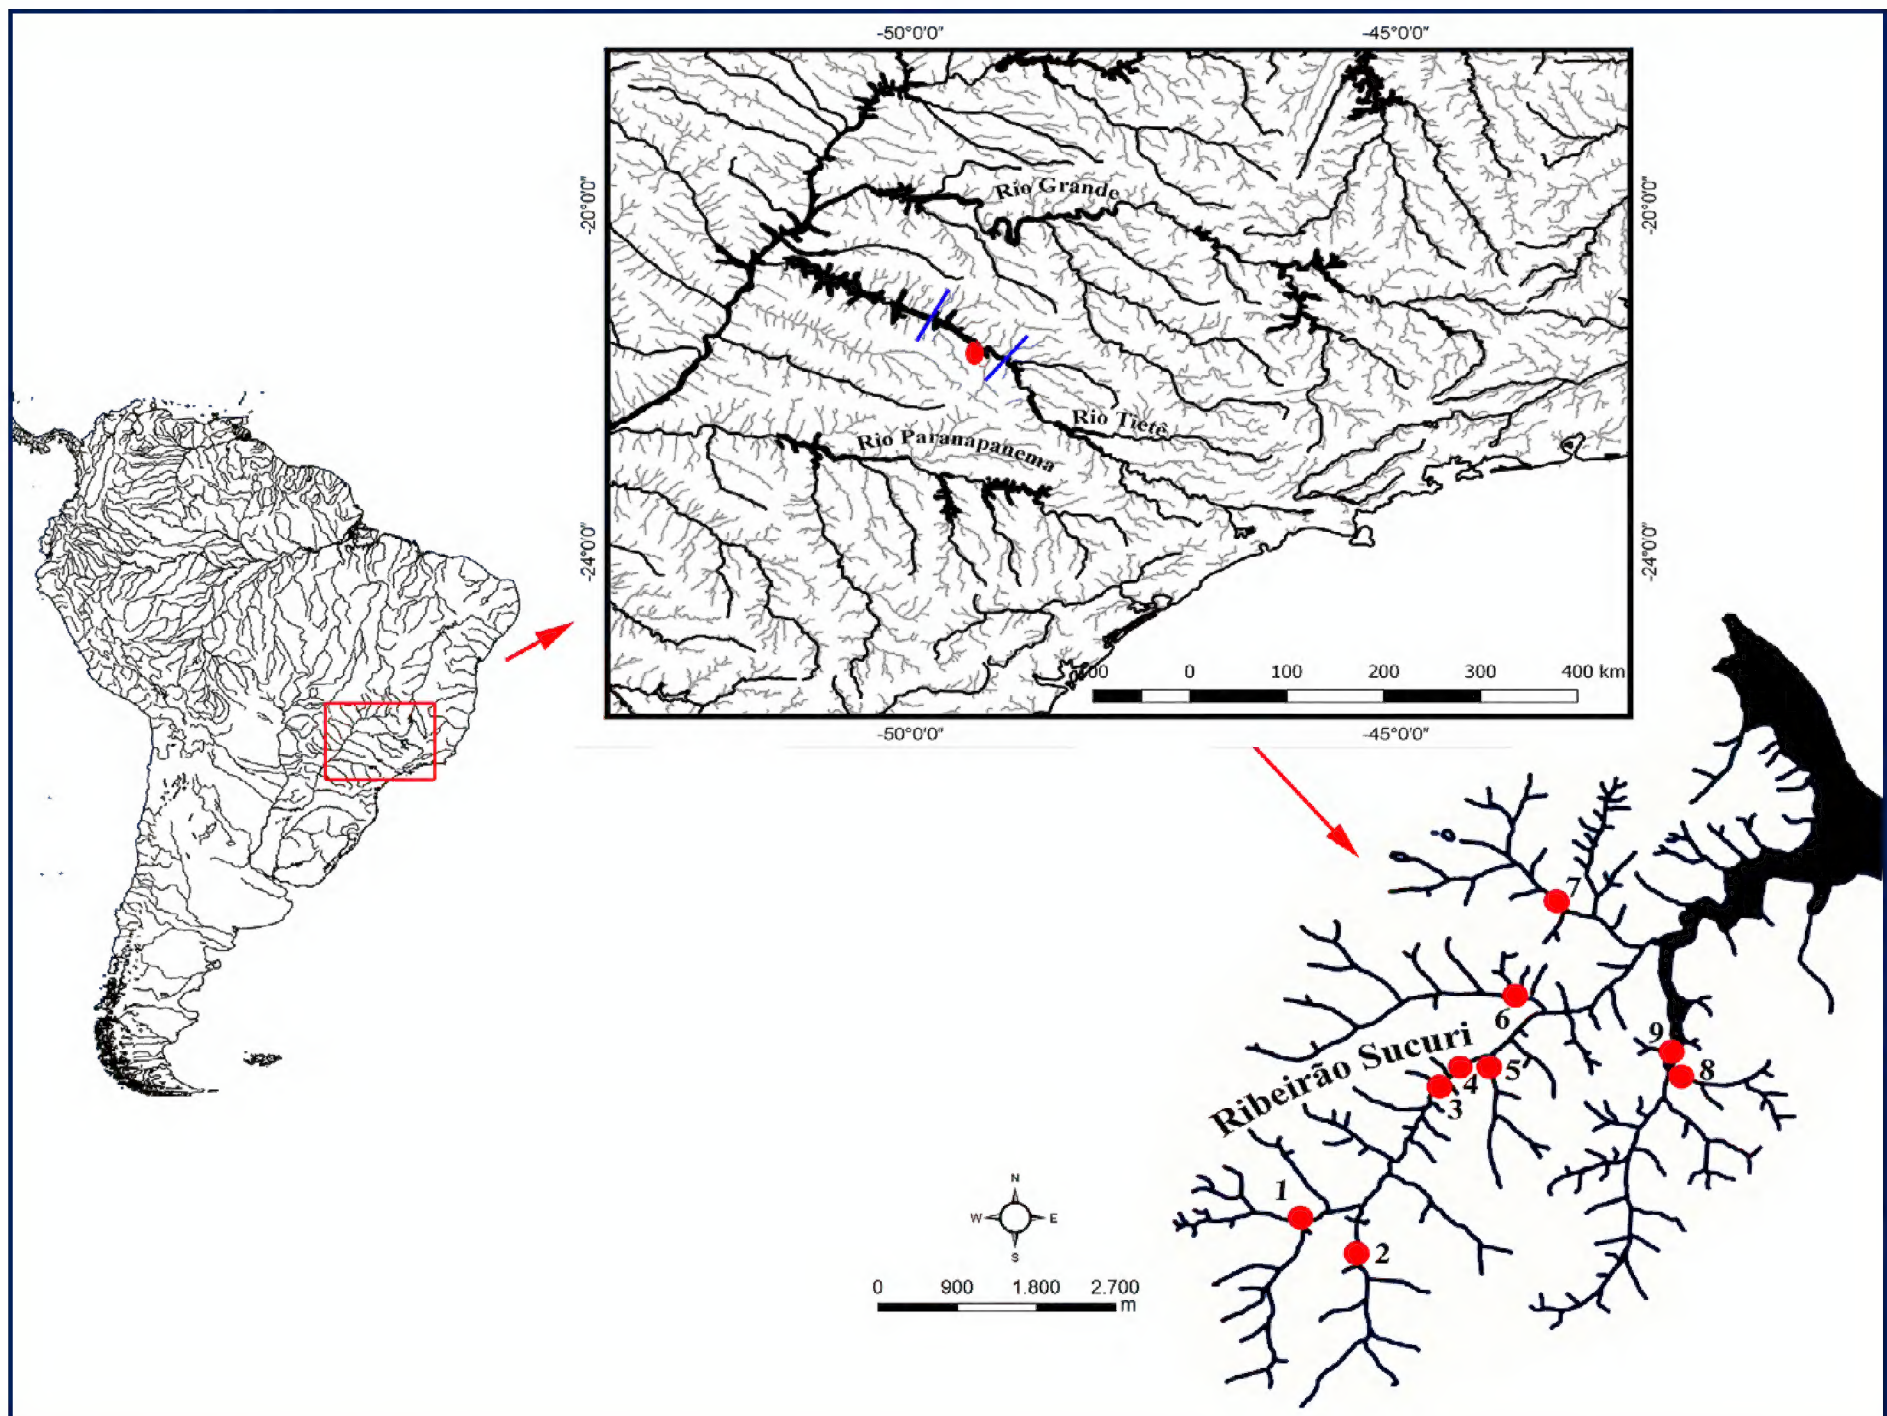 -50°0'0" -45°0'0"
-20°0'0"
-20°0'0"
Rio Grande
Rio Tietê
Rio Paranapanema
-24°0'0"
-24°0'0"
0 100 200 300 400 km
-50°0'0" -45°0'0"
7
6
Ribeirão Sucuri
9
8
5
4
3
1
2
N
W E
S
0 900 1.800 2.700
m